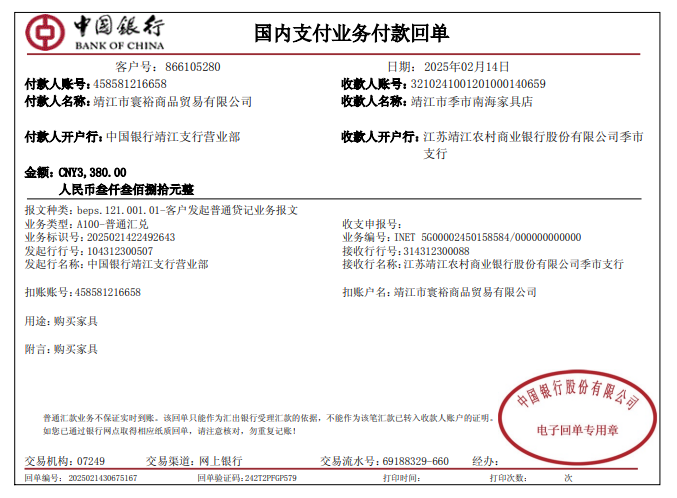 中国银行
BANK OF CHINA
国内支付业务付款回单
客户号：866105280 日期：2025年02月14日
付款人账号：458581216658 收款人账号：3210241001201000140659
付款人名称：靖江市寰裕商品贸易有限公司 收款人名称：靖江市季市南海家具店
付款人开户行：中国银行靖江支行营业部 收款人开户行：江苏靖江农村商业银行股份有限公司季市
支行
金额：CNY3,380.00
人民币叁仟叁佰捌拾元整
报文种类：beps.121.001.01-客户发起普通贷记业务报文
业务类型：A100-普通汇兑 收支申报号：
业务标识号：2025021422492643 业务编号：INET 5G00002450158584/000000000000
发起行行号：104312300507 接收行行号：314312300088
发起行名称：中国银行靖江支行营业部 接收行名称：江苏靖江农村商业银行股份有限公司季市支行
扣账账号：458581216658 扣账户名：靖江市寰裕商品贸易有限公司
用途：购买家具
附言：购买家具
中国银行股份有限公司
电子回单专用章
普通汇款业务不保证实时到账。该回单只能作为汇出银行受理汇款的依据，不能作为该笔汇款已转入收款人账户的证明。
如您已通过银行网点取得相应纸质回单，请注意核对，勿重复记账！
交易机构：07249 交易渠道：网上银行 交易流水号：69188329-660 经办：
回单编号：2025021430675167 回单验证码：242T2PFGP579 打印时间： 打印次数： 次